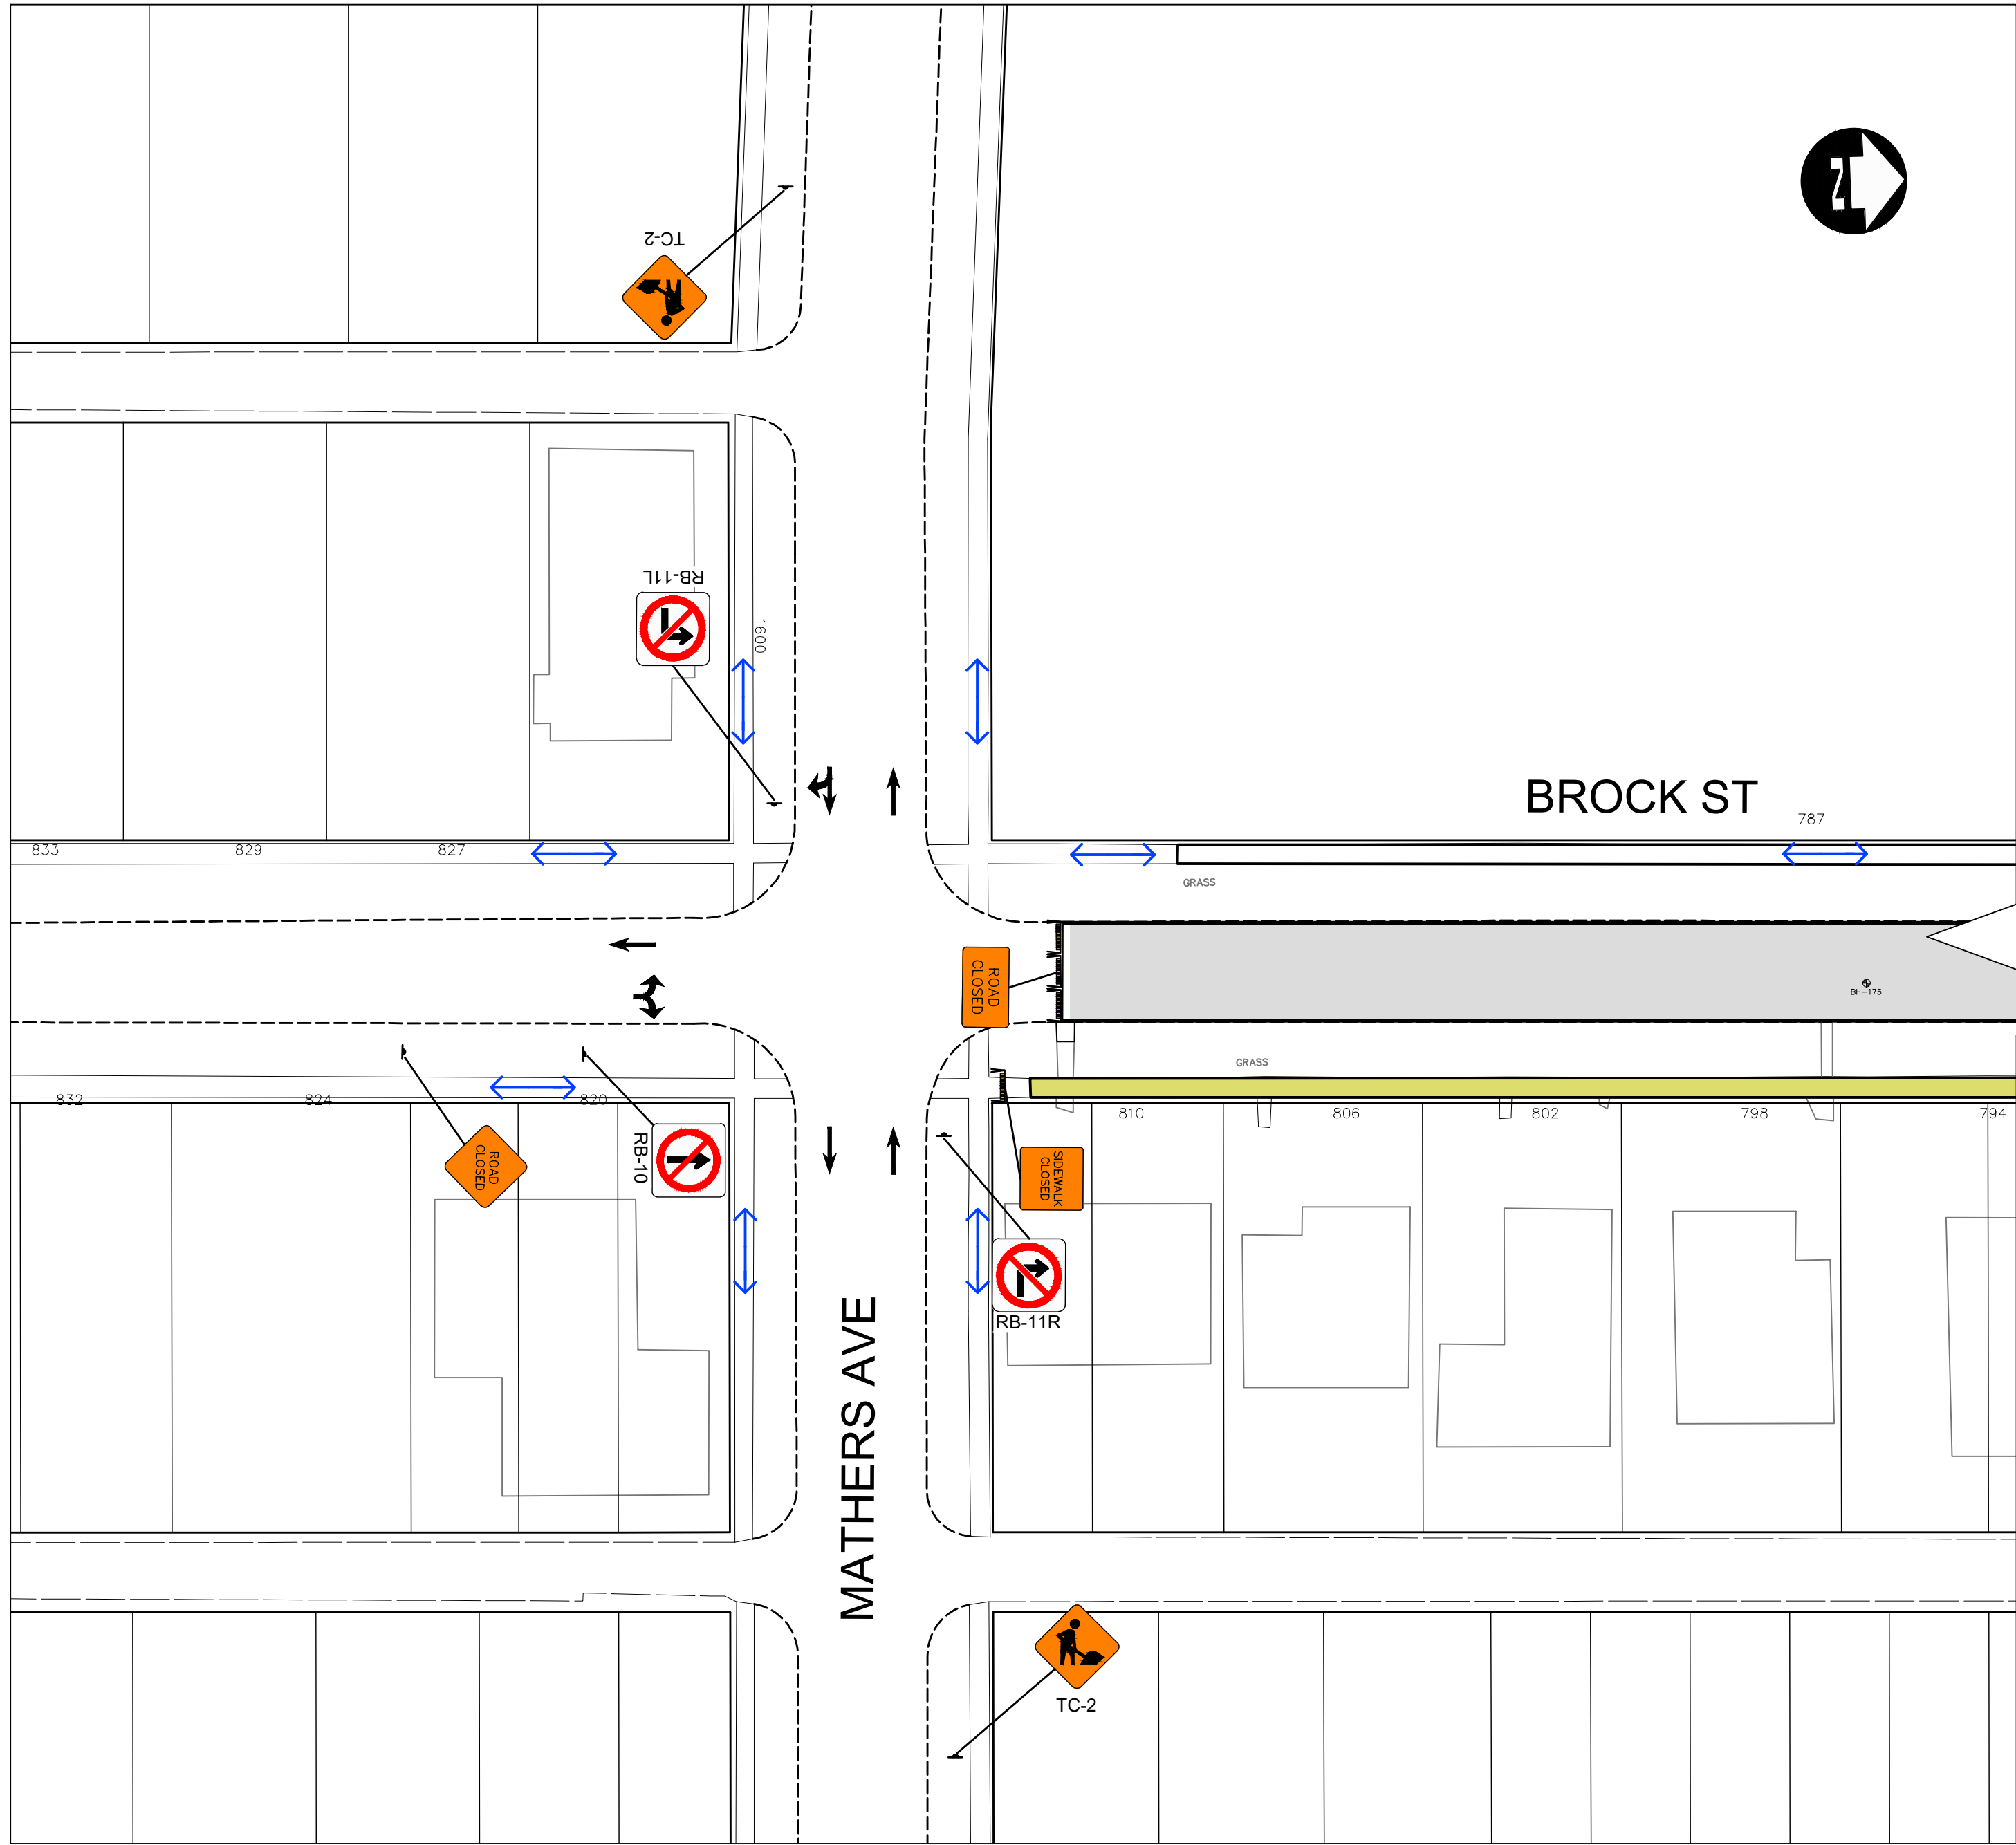 N
TC-2
RB-11L
1600
BROCK ST
787
833
829
827
GRASS
ROAD
CLOSED
BH-175
GRASS
832
824
820
810
806
802
798
794
RB-10
ROAD
CLOSED
SIDEWALK
CLOSED
RB-11R
MATHERS AVE
TC-2